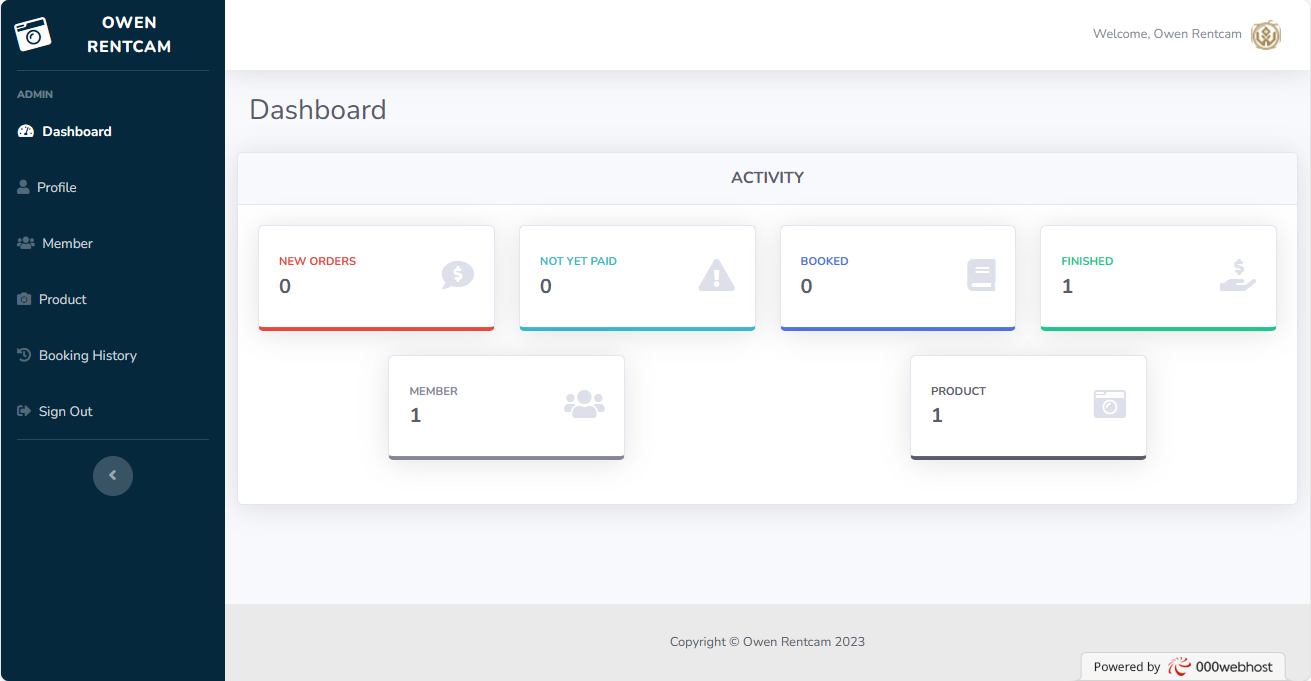 OWEN
RENTCAM
Welcome, Owen Rentcam
ADMIN
Dashboard
Profile
Member
Product
Booking History
Sign Out
Dashboard
ACTIVITY
NEW ORDERS
0
NOT YET PAID
0
BOOKED
0
FINISHED
1
MEMBER
1
PRODUCT
1
Copyright © Owen Rentcam 2023
Powered by 000webhost